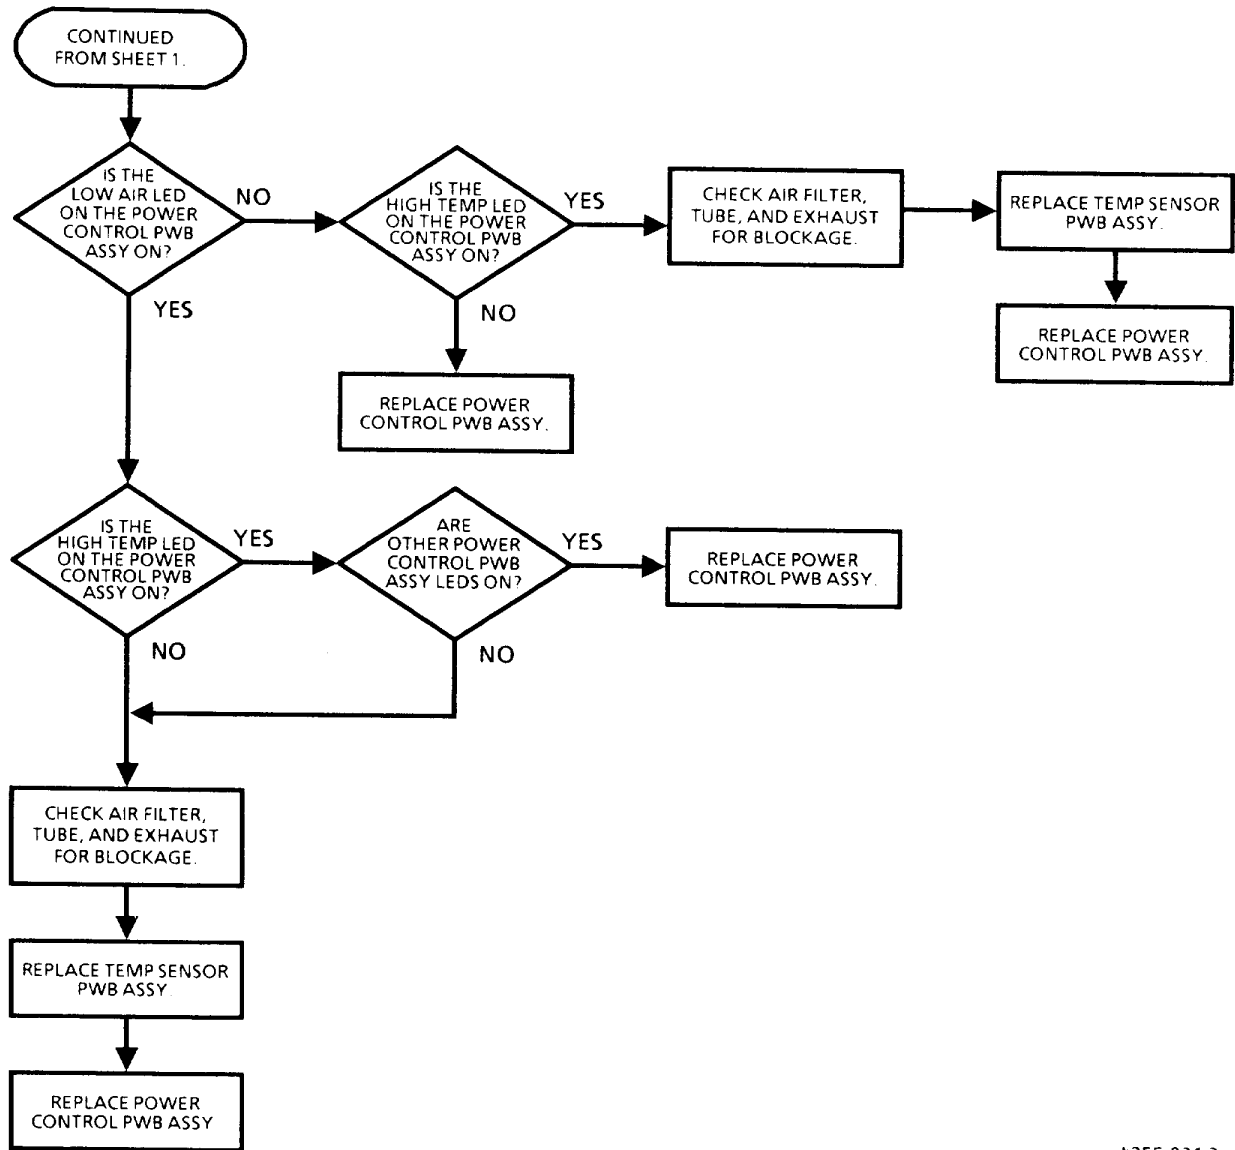 CONTINUED
FROM SHEET 1.
IS THE
LOW AIR LED
ON THE POWER
CONTROL PWB
ASSY ON?
NO
YES
IS THE
HIGH TEMP LED
ON THE POWER
CONTROL PWB
ASSY ON?
YES
NO
CHECK AIR FILTER,
TUBE, AND EXHAUST
FOR BLOCKAGE.
REPLACE TEMP SENSOR
PWB ASSY.
REPLACE POWER
CONTROL PWB ASSY.
REPLACE POWER
CONTROL PWB ASSY.
IS THE
HIGH TEMP LED
ON THE POWER
CONTROL PWB
ASSY ON?
YES
NO
ARE
OTHER POWER
CONTROL PWB
ASSY LEDS ON?
YES
NO
REPLACE POWER
CONTROL PWB ASSY.
CHECK AIR FILTER,
TUBE, AND EXHAUST
FOR BLOCKAGE.
REPLACE TEMP SENSOR
PWB ASSY.
REPLACE POWER
CONTROL PWB ASSY